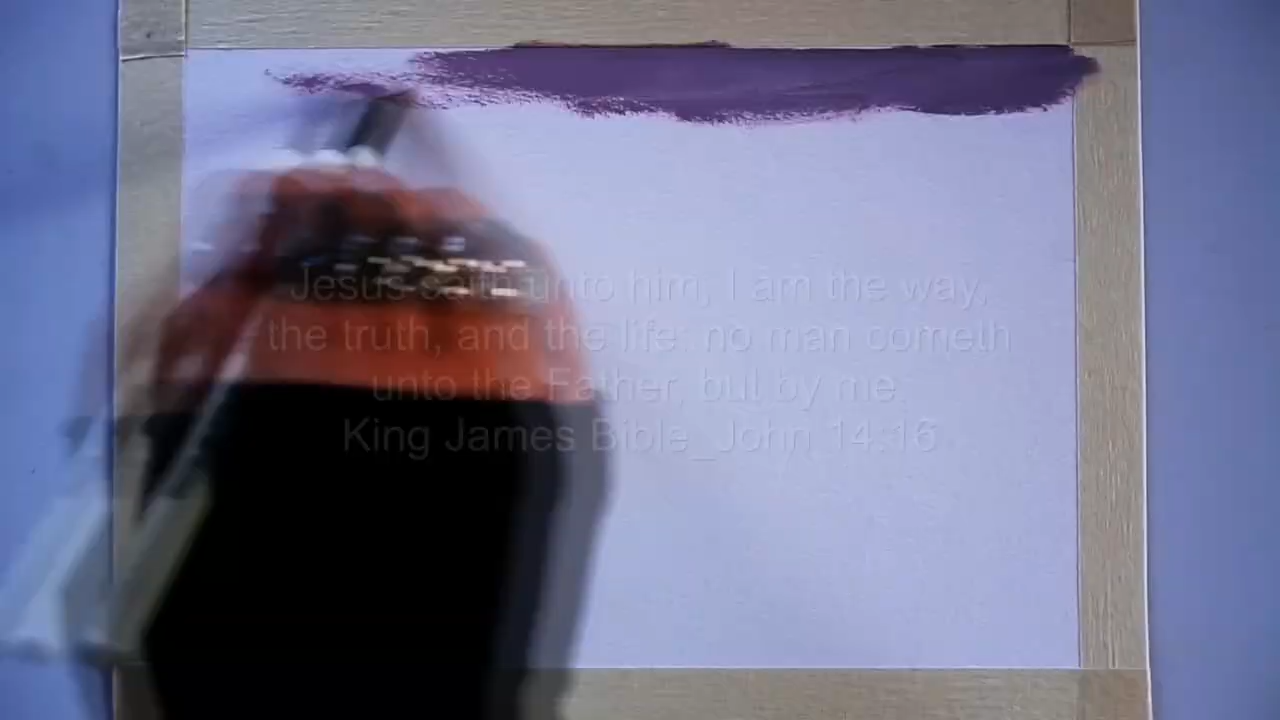 Jesus saith unto him, I am the way,
the truth, and the life: no man cometh
unto the Father, but by me.
King James Bible_John 14:16